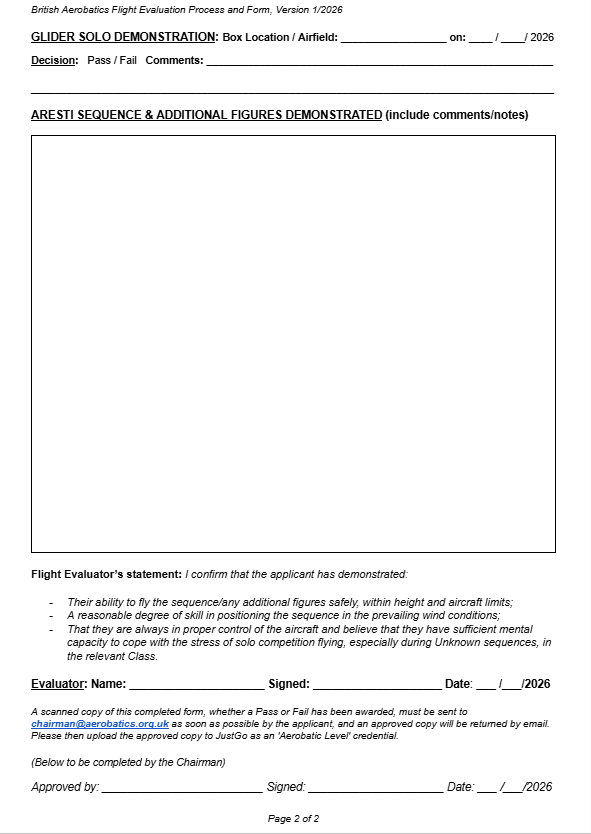 British Aerobatics Flight Evaluation Process and Form, Version 1/2026
GLIDER SOLO DEMONSTRATION: Box Location / Airfield: __________________ on: ____ / ____/ 2026
Decision: Pass / Fail Comments: ____________________________________________________________
__________________________________________________________________________________________
ARESTI SEQUENCE & ADDITIONAL FIGURES DEMONSTRATED (include comments/notes)
Flight Evaluator's statement: I confirm that the applicant has demonstrated:
- Their ability to fly the sequence/any additional figures safely, within height and aircraft limits;
- A reasonable degree of skill in positioning the sequence in the prevailing wind conditions;
- That they are always in proper control of the aircraft and believe that they have sufficient mental
capacity to cope with the stress of solo competition flying, especially during Unknown sequences, in
the relevant Class.
Evaluator: Name: _____________________ Signed: ____________________ Date: ___ /___/2026
A scanned copy of this completed form, whether a Pass or Fail has been awarded, must be sent to
chairman@aerobatics.org.uk as soon as possible by the applicant, and an approved copy will be returned by email.
Please then upload the approved copy to JustGo as an 'Aerobatic Level' credential.
(Below to be completed by the Chairman)
Approved by: _________________________ Signed: _____________________ Date: ___ /___/2026
Page 2 of 2